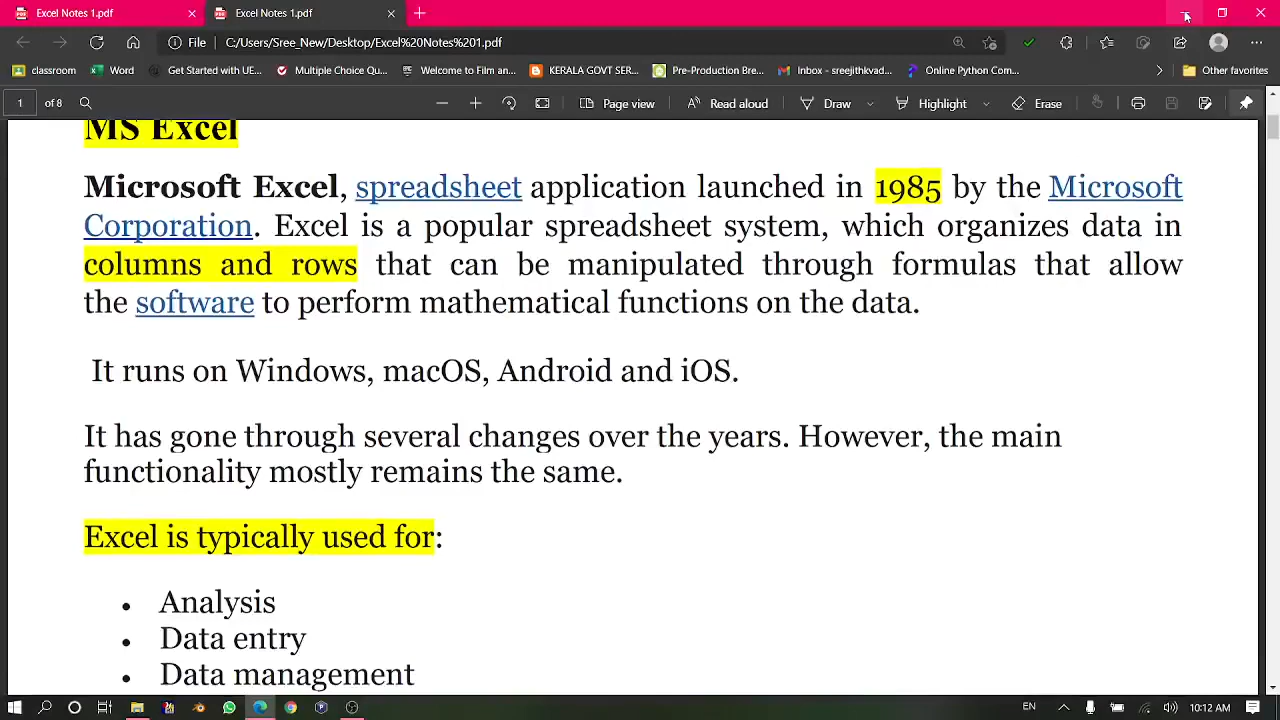 Excel Notes 1.pdf
Excel Notes 1.pdf
File
C:/Users/Sree_New/Desktop/Excel%20Notes%201.pdf
classroom
Word
Get Started with UE...
Multiple Choice Qu...
Welcome to Film an...
KERALA GOVT SER...
Pre-Production Bre...
Inbox - sreejithkvad...
Online Python Com...
Other favorites
1 of 8
Page view
Read aloud
Draw
Highlight
Erase
MS Excel
Microsoft Excel, spreadsheet application launched in 1985 by the Microsoft
Corporation. Excel is a popular spreadsheet system, which organizes data in
columns and rows that can be manipulated through formulas that allow
the software to perform mathematical functions on the data.
It runs on Windows, macOS, Android and iOS.
It has gone through several changes over the years. However, the main
functionality mostly remains the same.
Excel is typically used for:
• Analysis
• Data entry
• Data management
EN
10:12 AM